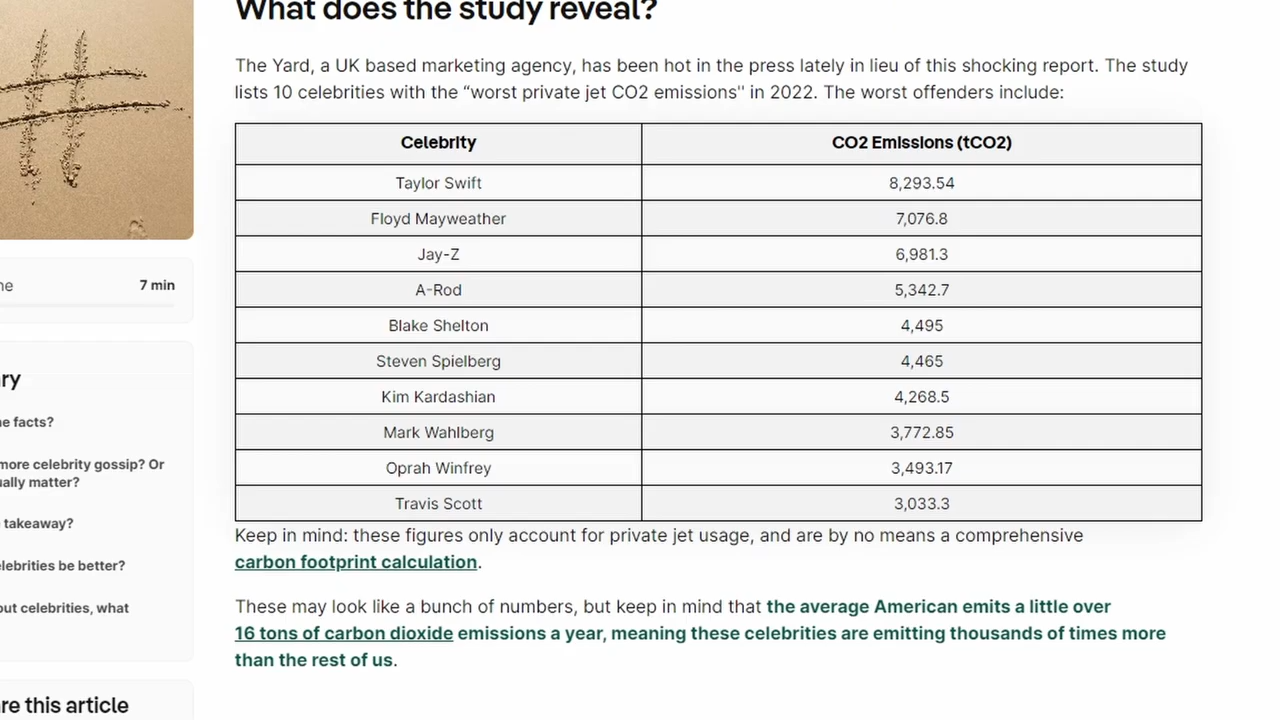 What does the study reveal?
The Yard, a UK based marketing agency, has been hot in the press lately in lieu of this shocking report. The study
lists 10 celebrities with the “worst private jet CO2 emissions'' in 2022. The worst offenders include:
Celebrity CO2 Emissions (tCO2)
Taylor Swift 8,293.54
Floyd Mayweather 7,076.8
Jay-Z 6,981.3
A-Rod 5,342.7
Blake Shelton 4,495
Steven Spielberg 4,465
Kim Kardashian 4,268.5
Mark Wahlberg 3,772.85
Oprah Winfrey 3,493.17
Travis Scott 3,033.3
Keep in mind: these figures only account for private jet usage, and are by no means a comprehensive
carbon footprint calculation.
These may look like a bunch of numbers, but keep in mind that the average American emits a little over
16 tons of carbon dioxide emissions a year, meaning these celebrities are emitting thousands of times more
than the rest of us.
7 min
facts?
more celebrity gossip? Or
matter?
takeaway?
be better?
celebrities, what
this article